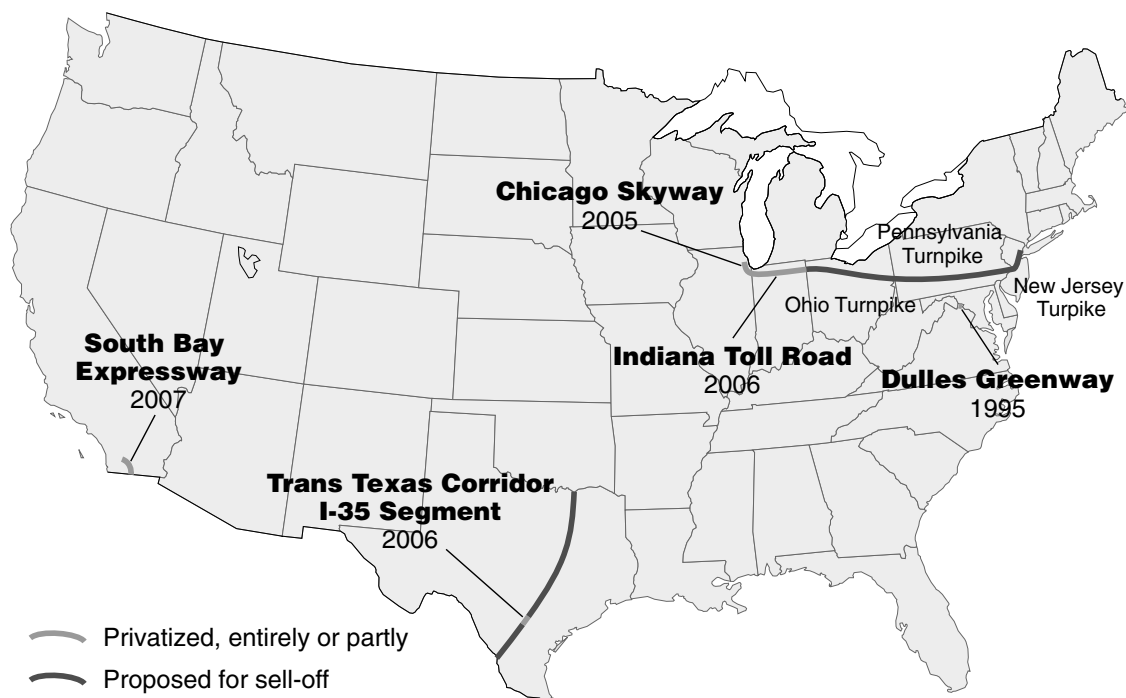 Chicago Skyway
2005
Pennsylvania
Turnpike
New Jersey
Turpike
Ohio Turnpike
South Bay
Expressway
2007
Indiana Toll Road
2006
Dulles Greenway
1995
Trans Texas Corridor
I-35 Segment
2006
Privatized, entirely or partly
Proposed for sell-off